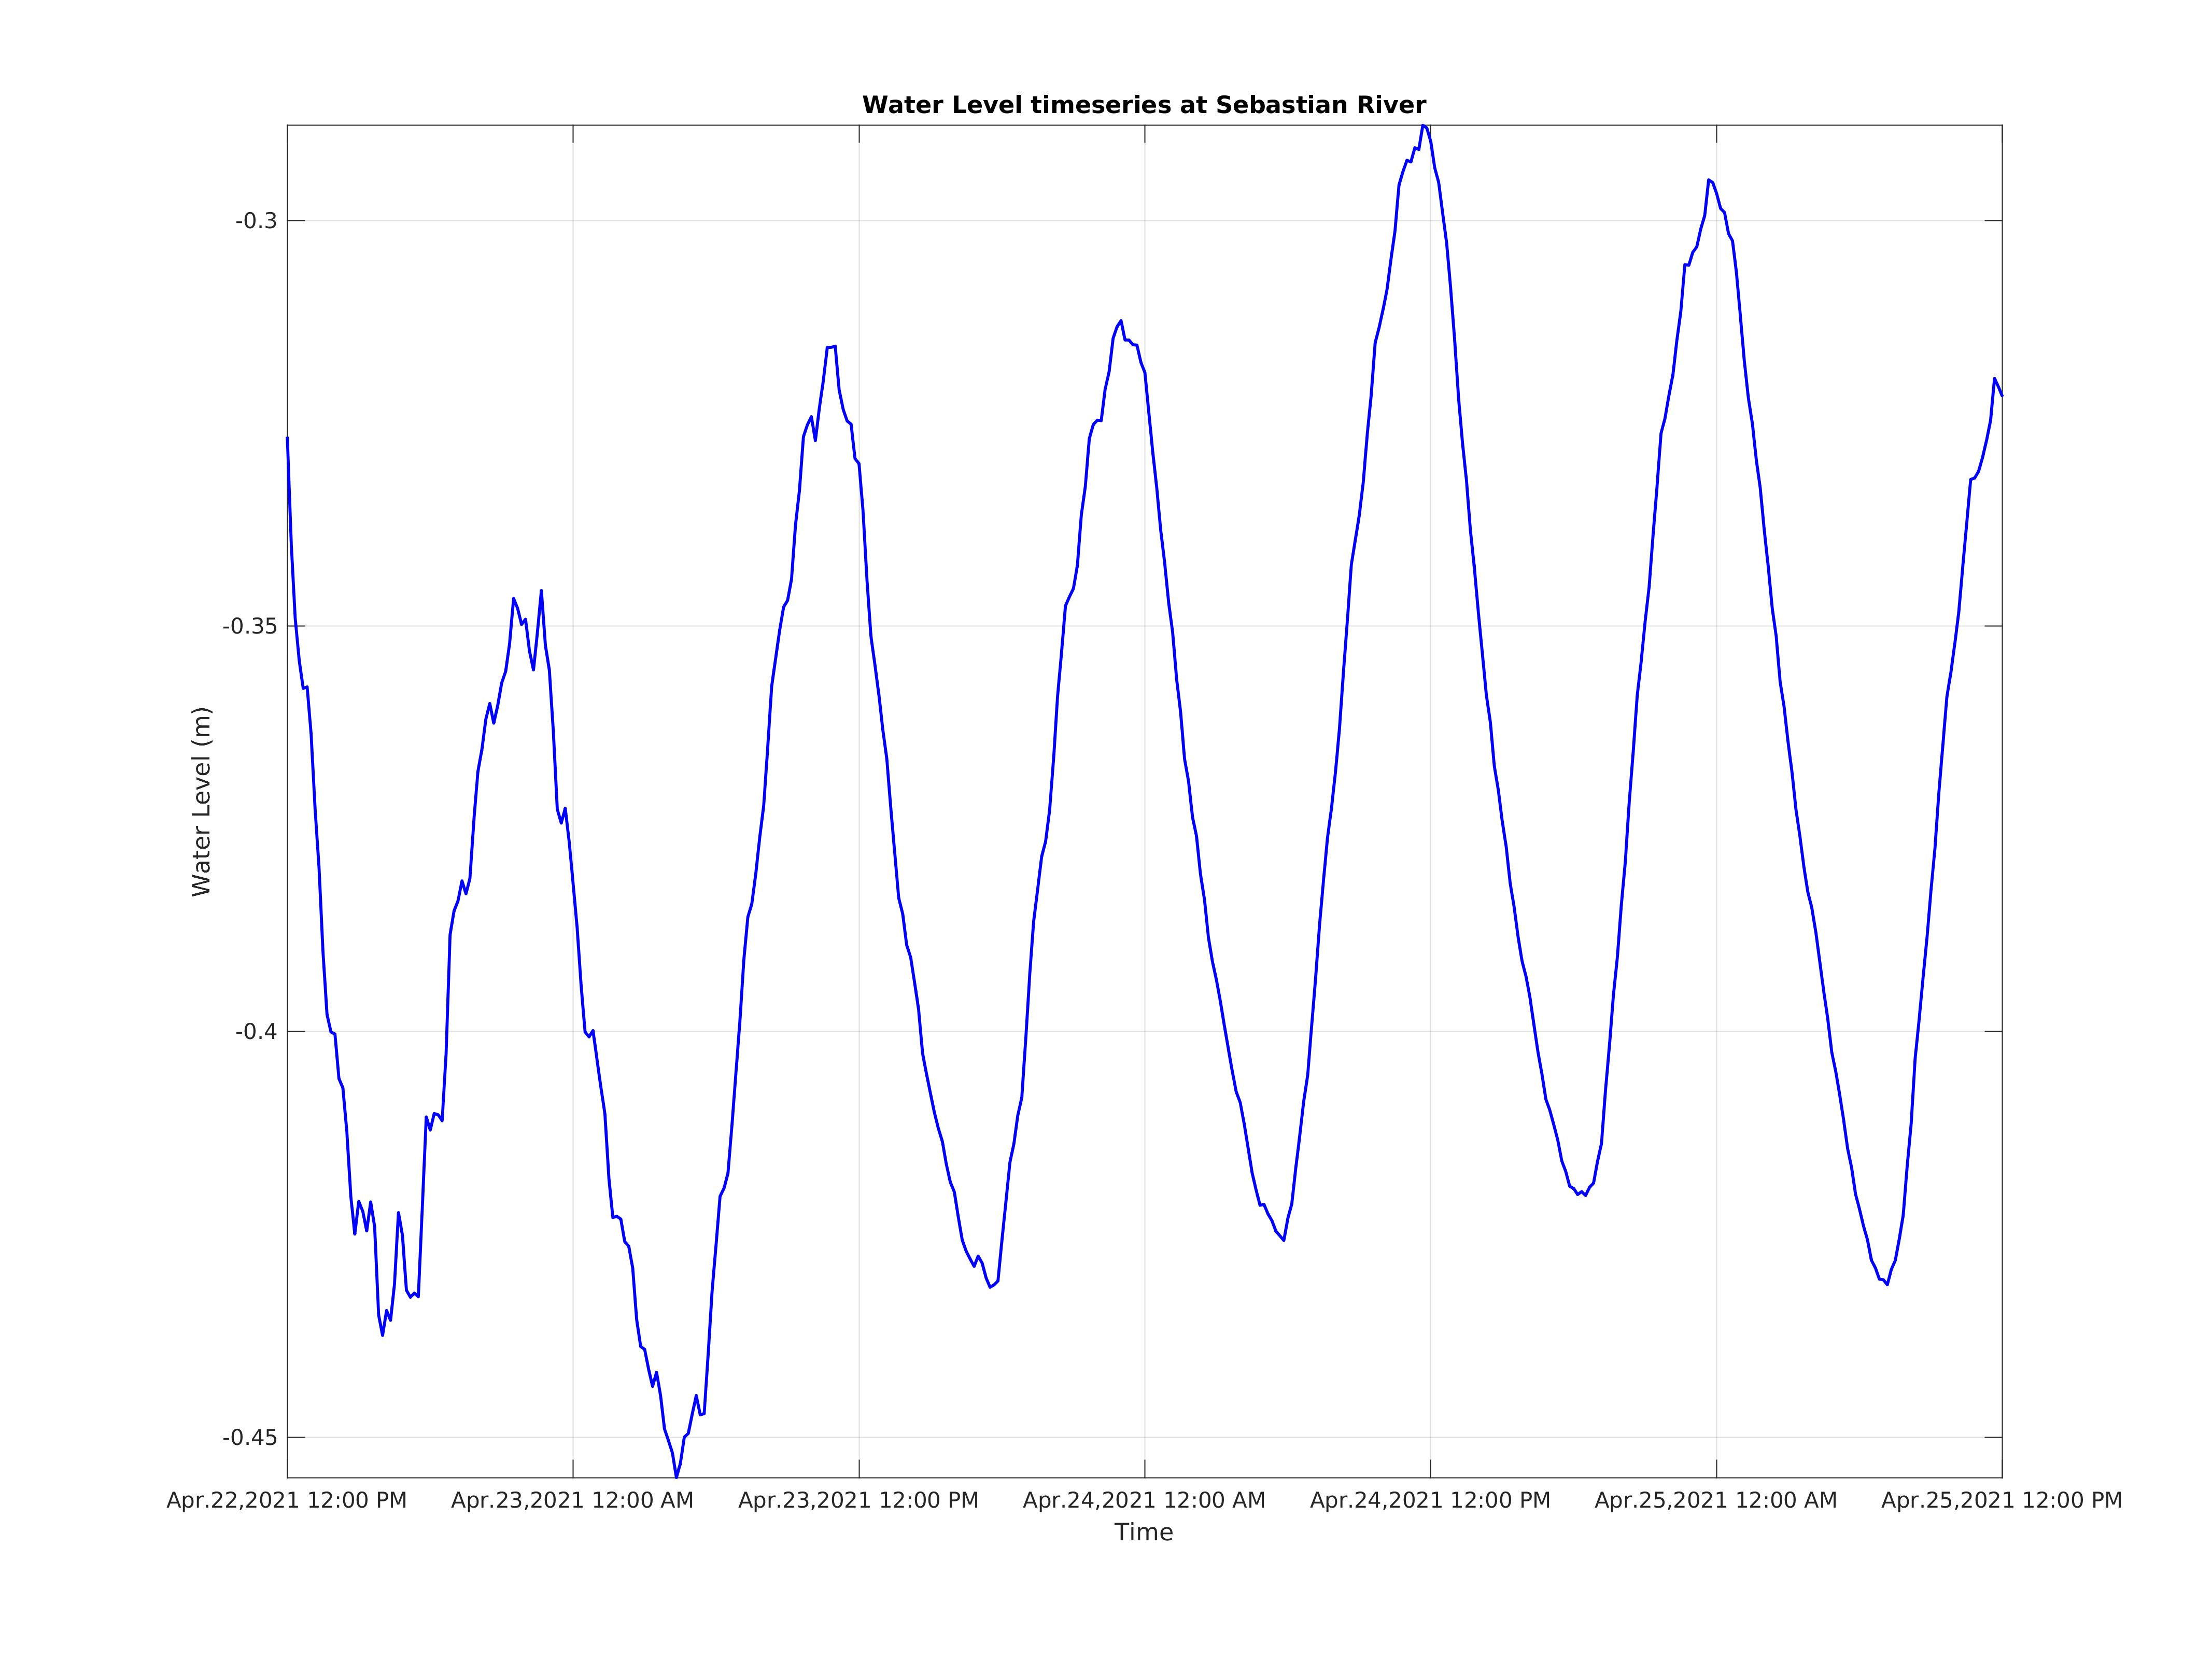 Water Level timeseries at Sebastian River
-0.3
-0.35
-0.4
-0.45
Water Level (m)
Apr.22,2021 12:00 PM Apr.23,2021 12:00 AM Apr.23,2021 12:00 PM Apr.24,2021 12:00 AM Apr.24,2021 12:00 PM Apr.25,2021 12:00 AM Apr.25,2021 12:00 PM
Time